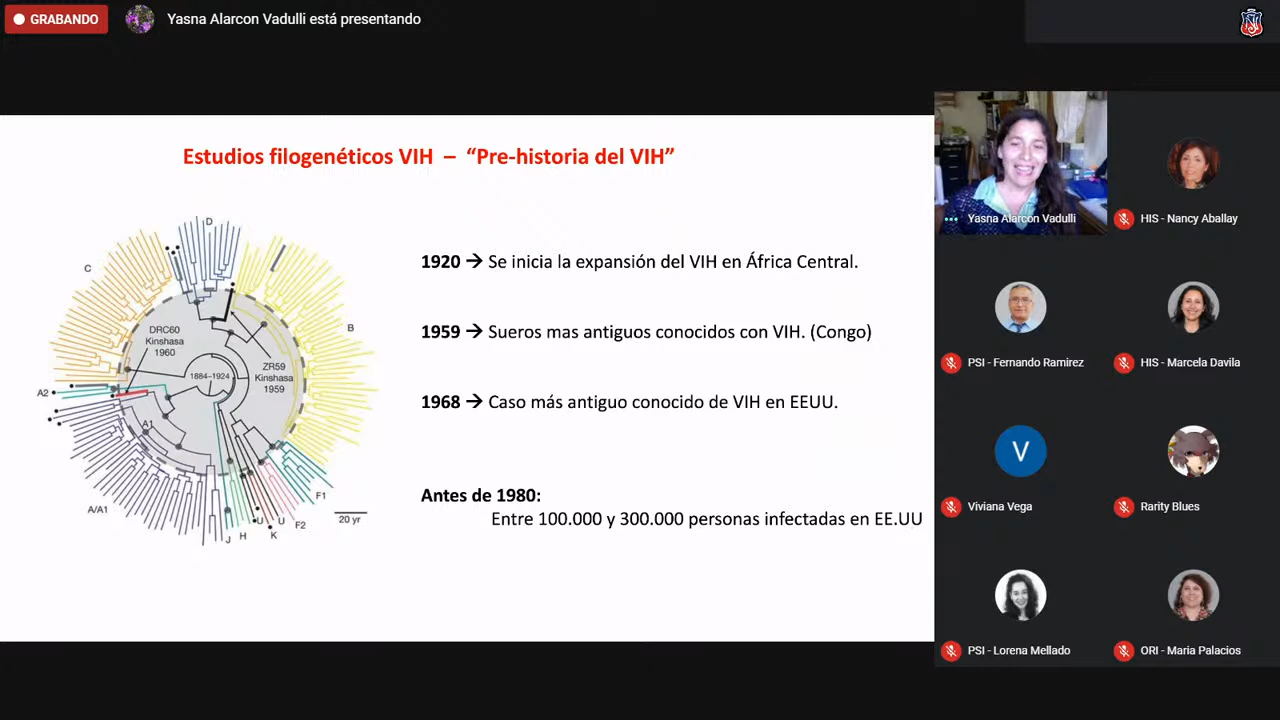 GRABANDO
Yasna Alarcon Vadulli está presentando
Estudios filogenéticos VIH – “Pre-historia del VIH”
D
C
B
DRC60
Kinshasa
1960
ZR59
Kinshasa
1959
1884–1924
A2
A1
A/A1
F1
F2
U
U
K
H
J
20 yr
1920 → Se inicia la expansión del VIH en África Central.
1959 → Sueros mas antiguos conocidos con VIH. (Congo)
1968 → Caso más antiguo conocido de VIH en EEUU.
Antes de 1980:
Entre 100.000 y 300.000 personas infectadas en EE.UU
Yasna Alarcon Vadulli
HIS - Nancy Aballay
PSI - Fernando Ramirez
HIS - Marcela Davila
V
Viviana Vega
Rarity Blues
PSI - Lorena Mellado
ORI - Maria Palacios